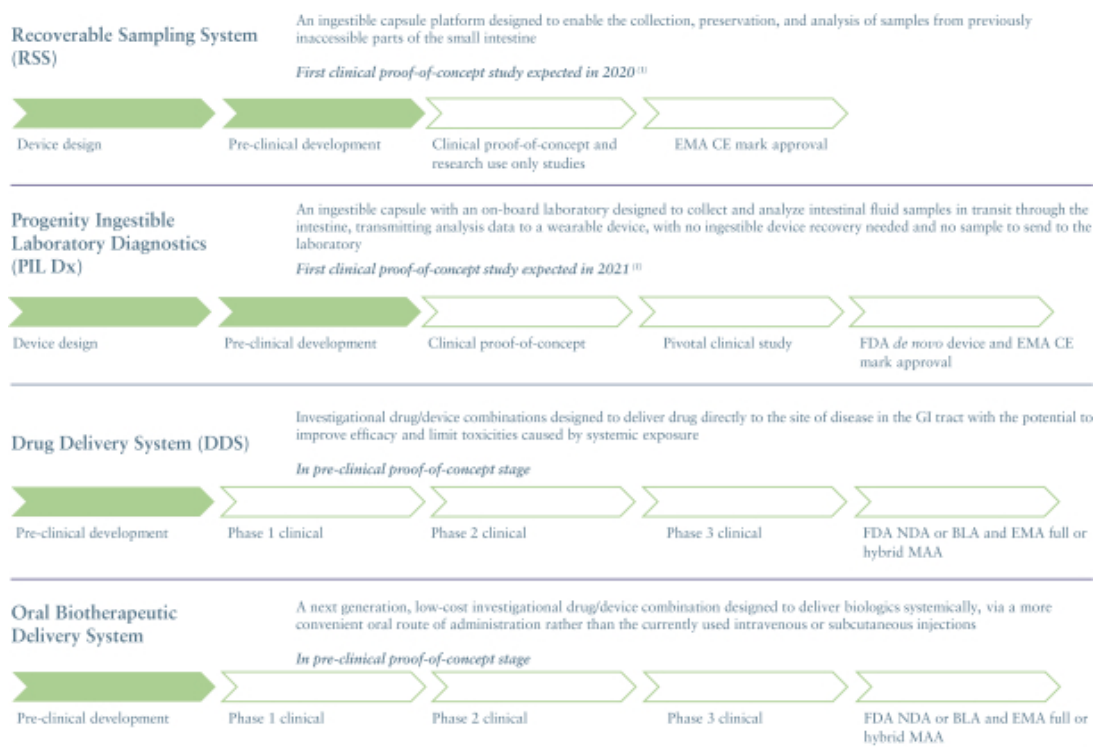 Recoverable Sampling System
(RSS)
An ingestible capsule platform designed to enable the collection, preservation, and analysis of samples from previously
inaccessible parts of the small intestine
First clinical proof-of-concept study expected in 2020 (1)
Device design
Pre-clinical development
Clinical proof-of-concept and
research use only studies
EMA CE mark approval
Progenity Ingestible
Laboratory Diagnostics
(PIL Dx)
An ingestible capsule with an on-board laboratory designed to collect and analyze intestinal fluid samples in transit through the
intestine, transmitting analysis data to a wearable device, with no ingestible device recovery needed and no sample to send to the
laboratory
First clinical proof-of-concept study expected in 2021 (1)
Device design
Pre-clinical development
Clinical proof-of-concept
Pivotal clinical study
FDA de novo device and EMA CE
mark approval
Drug Delivery System (DDS)
Investigational drug/device combinations designed to deliver drug directly to the site of disease in the GI tract with the potential to
improve efficacy and limit toxicities caused by systemic exposure
In pre-clinical proof-of-concept stage
Pre-clinical development
Phase 1 clinical
Phase 2 clinical
Phase 3 clinical
FDA NDA or BLA and EMA full or
hybrid MAA
Oral Biotherapeutic
Delivery System
A next generation, low-cost investigational drug/device combination designed to deliver biologics systemically, via a more
convenient oral route of administration rather than the currently used intravenous or subcutaneous injections
In pre-clinical proof-of-concept stage
Pre-clinical development
Phase 1 clinical
Phase 2 clinical
Phase 3 clinical
FDA NDA or BLA and EMA full or
hybrid MAA